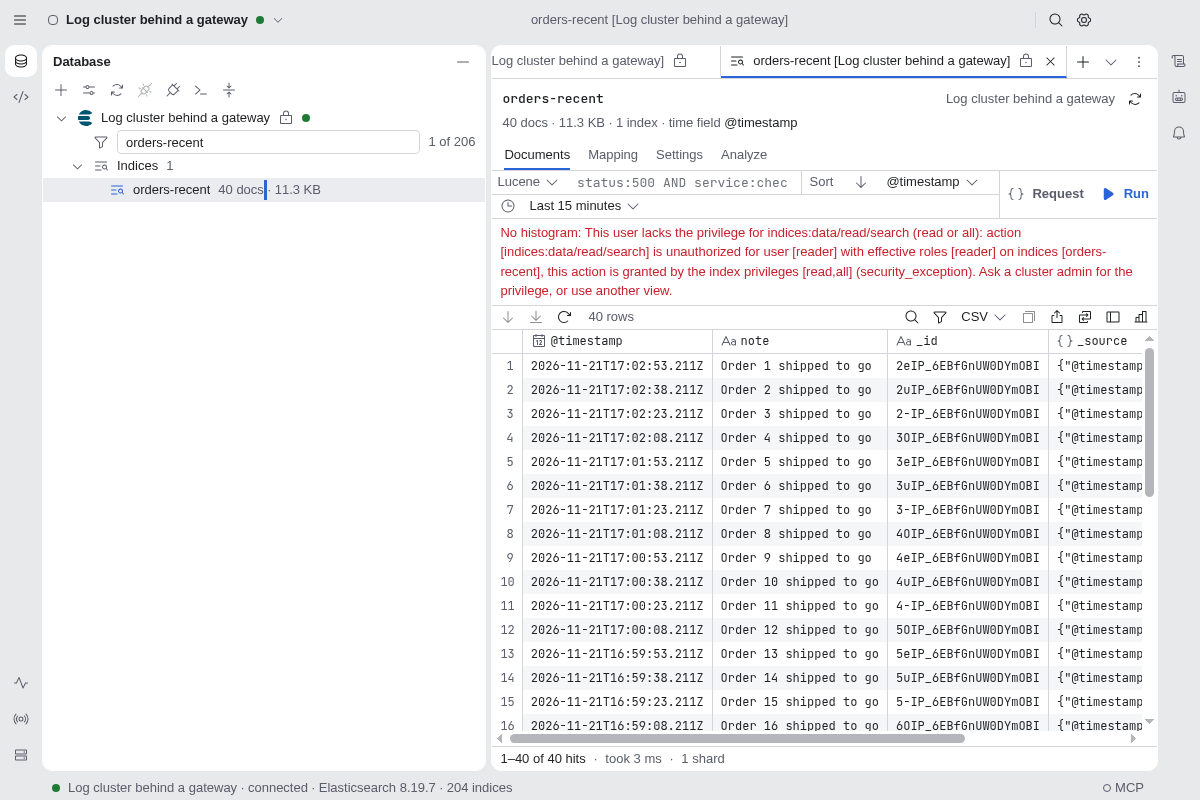 Log cluster behind a gateway
orders-recent [Log cluster behind a gateway]
Database
Log cluster behind a gateway
orders-recent
1 of 206
Indices 1
orders-recent 40 docs · 11.3 KB
Log cluster behind a gateway]
orders-recent [Log cluster behind a gateway]
orders-recent
Log cluster behind a gateway
40 docs · 11.3 KB · 1 index · time field @timestamp
Documents Mapping Settings Analyze
Lucene status:500 AND service:chec Sort @timestamp
{ } Request Run
Last 15 minutes
No histogram: This user lacks the privilege for indices:data/read/search (read or all): action
[indices:data/read/search] is unauthorized for user [reader] with effective roles [reader] on indices [orders-
recent], this action is granted by the index privileges [read,all] (security_exception). Ask a cluster admin for the
privilege, or use another view.
40 rows CSV
@timestamp note _id _source
1 2026-11-21T17:02:53.211Z Order 1 shipped to go 2eIP_6EBfGnUW0DYmOBI {"@timestamp
2 2026-11-21T17:02:38.211Z Order 2 shipped to go 2uIP_6EBfGnUW0DYmOBI {"@timestamp
3 2026-11-21T17:02:23.211Z Order 3 shipped to go 2-IP_6EBfGnUW0DYmOBI {"@timestamp
4 2026-11-21T17:02:08.211Z Order 4 shipped to go 3OIP_6EBfGnUW0DYmOBI {"@timestamp
5 2026-11-21T17:01:53.211Z Order 5 shipped to go 3eIP_6EBfGnUW0DYmOBI {"@timestamp
6 2026-11-21T17:01:38.211Z Order 6 shipped to go 3uIP_6EBfGnUW0DYmOBI {"@timestamp
7 2026-11-21T17:01:23.211Z Order 7 shipped to go 3-IP_6EBfGnUW0DYmOBI {"@timestamp
8 2026-11-21T17:01:08.211Z Order 8 shipped to go 4OIP_6EBfGnUW0DYmOBI {"@timestamp
9 2026-11-21T17:00:53.211Z Order 9 shipped to go 4eIP_6EBfGnUW0DYmOBI {"@timestamp
10 2026-11-21T17:00:38.211Z Order 10 shipped to go 4uIP_6EBfGnUW0DYmOBI {"@timestamp
11 2026-11-21T17:00:23.211Z Order 11 shipped to go 4-IP_6EBfGnUW0DYmOBI {"@timestamp
12 2026-11-21T17:00:08.211Z Order 12 shipped to go 5OIP_6EBfGnUW0DYmOBI {"@timestamp
13 2026-11-21T16:59:53.211Z Order 13 shipped to go 5eIP_6EBfGnUW0DYmOBI {"@timestamp
14 2026-11-21T16:59:38.211Z Order 14 shipped to go 5uIP_6EBfGnUW0DYmOBI {"@timestamp
15 2026-11-21T16:59:23.211Z Order 15 shipped to go 5-IP_6EBfGnUW0DYmOBI {"@timestamp
16 2026-11-21T16:59:08.211Z Order 16 shipped to go 6OIP_6EBfGnUW0DYmOBI {"@timestamp
1–40 of 40 hits · took 3 ms · 1 shard
Log cluster behind a gateway · connected · Elasticsearch 8.19.7 · 204 indices
MCP